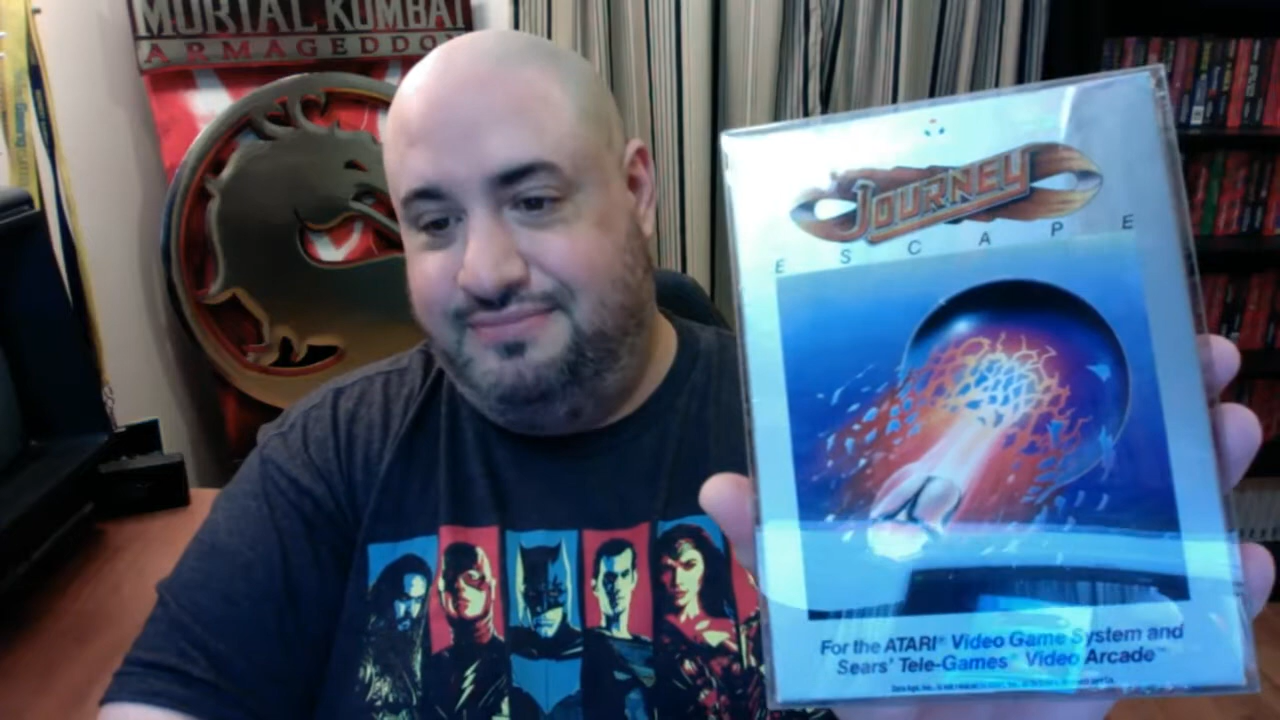 MORTAL KOMBAT
ARMAGEDDON
JOURNEY
ESCAPE
For the ATARI® Video Game System and
Sears' Tele-Games® Video Arcade™